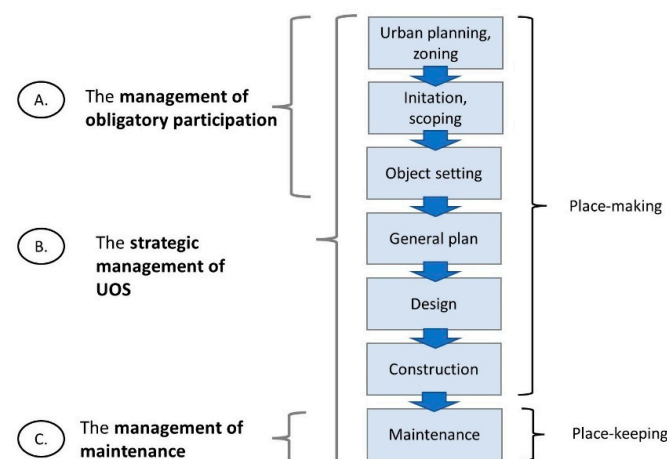 Urban planning,
zoning
A.
The management of
obligatory participation
Initation,
scoping
Object setting
Place-making
B.
The strategic
management of
UOS
General plan
Design
Construction
C.
The management of
maintenance
Maintenance
Place-keeping